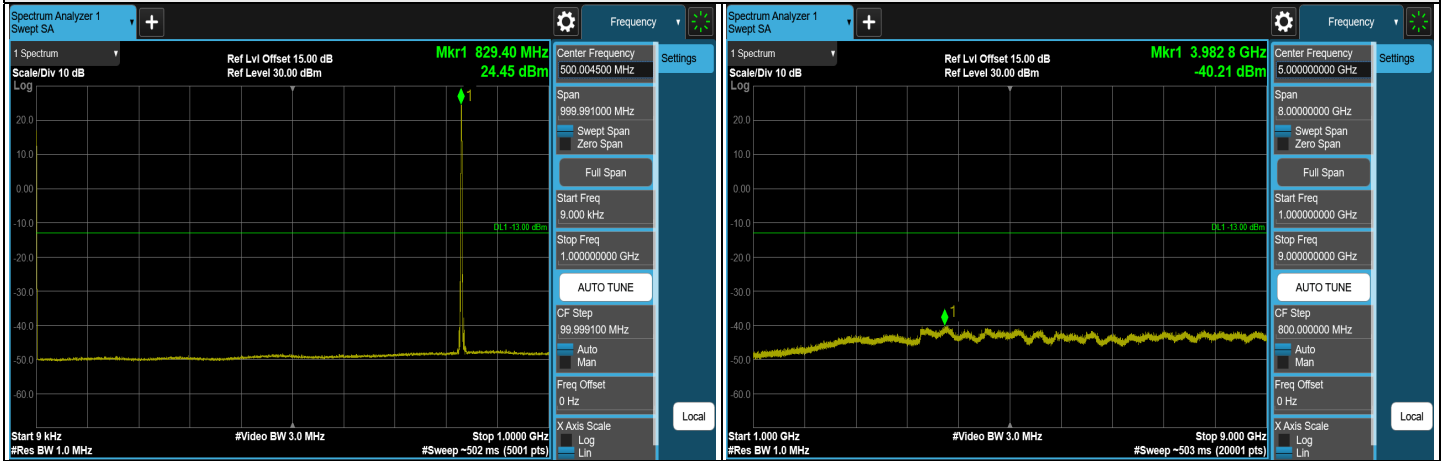 Spectrum Analyzer 1
Swept SA
+
Frequency
1 Spectrum
Scale/Div 10 dB
Log
Ref Lvl Offset 15.00 dB
Ref Level 30.00 dBm
Mkr1 829.40 MHz
24.45 dBm
1
20.0
10.0
0.00
-10.0
-20.0
-30.0
-40.0
-50.0
-60.0
DL1 -13.00 dBm
Start 9 kHz
#Res BW 1.0 MHz
#Video BW 3.0 MHz
Stop 1.0000 GHz
#Sweep ~502 ms (5001 pts)
Center Frequency
500.004500 MHz
Span
999.991000 MHz
Swept Span
Zero Span
Full Span
Start Freq
9.000 kHz
Stop Freq
1.000000000 GHz
AUTO TUNE
CF Step
99.999100 MHz
Auto
Man
Freq Offset
0 Hz
X Axis Scale
Log
Lin
Settings
Local
Spectrum Analyzer 1
Swept SA
+
Frequency
1 Spectrum
Scale/Div 10 dB
Log
Ref Lvl Offset 15.00 dB
Ref Level 30.00 dBm
Mkr1 3.982 8 GHz
-40.21 dBm
1
20.0
10.0
0.00
-10.0
-20.0
-30.0
-40.0
-50.0
-60.0
DL1 -13.00 dBm
Start 1.000 GHz
#Res BW 1.0 MHz
#Video BW 3.0 MHz
Stop 9.000 GHz
#Sweep ~503 ms (20001 pts)
Center Frequency
5.000000000 GHz
Span
8.00000000 GHz
Swept Span
Zero Span
Full Span
Start Freq
1.000000000 GHz
Stop Freq
9.000000000 GHz
AUTO TUNE
CF Step
800.000000 MHz
Auto
Man
Freq Offset
0 Hz
X Axis Scale
Log
Lin
Settings
Local